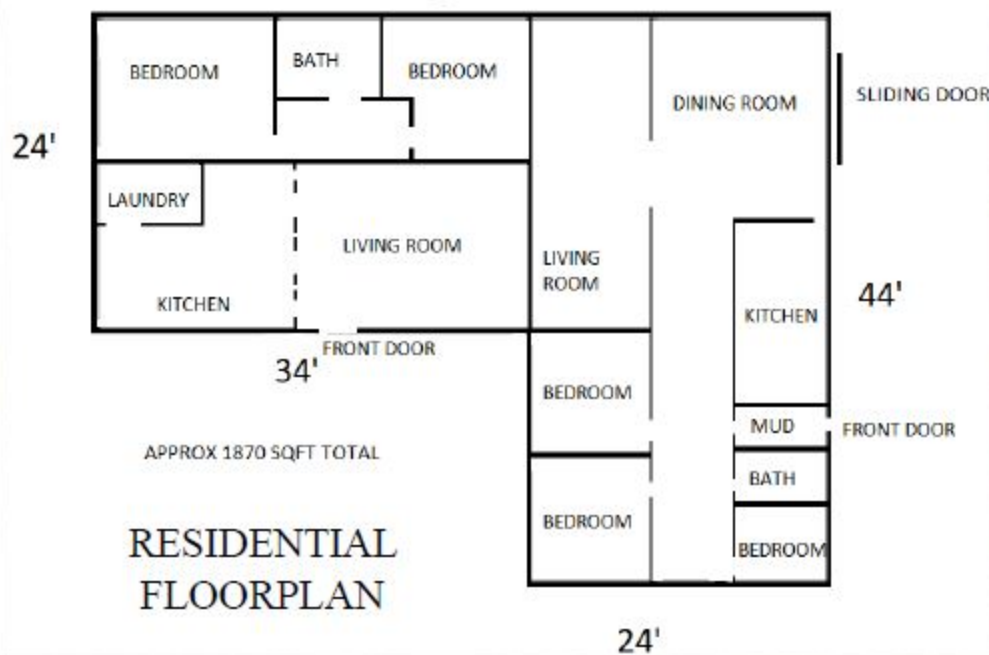 BEDROOM
BATH
BEDROOM
DINING ROOM
SLIDING DOOR
24'
LAUNDRY
LIVING ROOM
LIVING
ROOM
KITCHEN
44'
KITCHEN
FRONT DOOR
34'
BEDROOM
MUD
FRONT DOOR
APPROX 1870 SQFT TOTAL
BATH
BEDROOM
BEDROOM
RESIDENTIAL
FLOORPLAN
24'